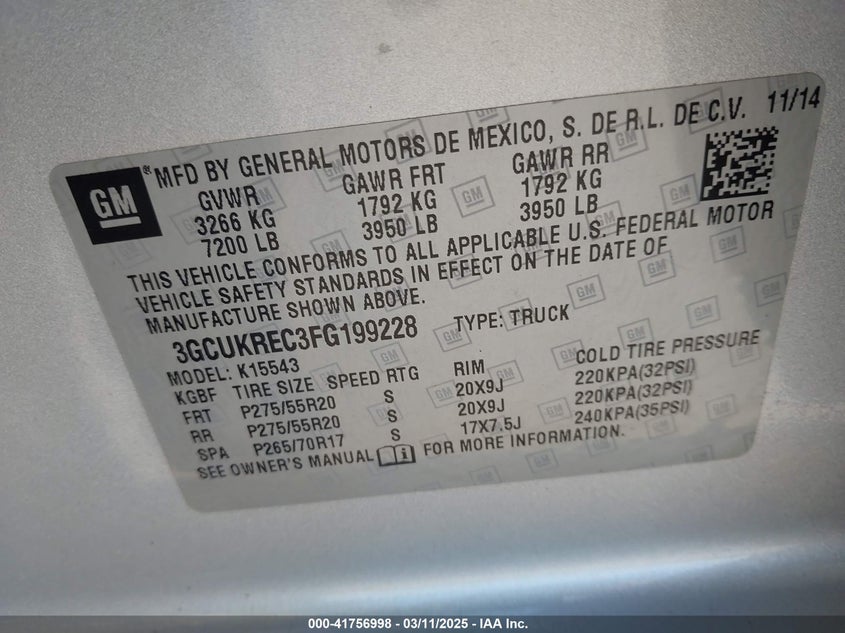 MFD BY GENERAL MOTORS DE MEXICO, S. DE R.L. DE C.V. 11/14
GM
GVWR GAWR FRT GAWR RR
3266 KG 1792 KG 1792 KG
7200 LB 3950 LB 3950 LB
THIS VEHICLE CONFORMS TO ALL APPLICABLE U.S. FEDERAL MOTOR
VEHICLE SAFETY STANDARDS IN EFFECT ON THE DATE OF
MANUFACTURE SHOWN ABOVE.
3GCUKREC3FG199228 TYPE: TRUCK
MODEL: K15543
KGBF TIRE SIZE SPEED RTG RIM COLD TIRE PRESSURE
FRT P275/55R20 S 20X9J 220KPA(32PSI)
RR P275/55R20 S 20X9J 220KPA(32PSI)
SPA P265/70R17 S 17X7.5J 240KPA(35PSI)
SEE OWNER'S MANUAL FOR MORE INFORMATION.
000-41756998 - 03/11/2025 - IAA Inc.